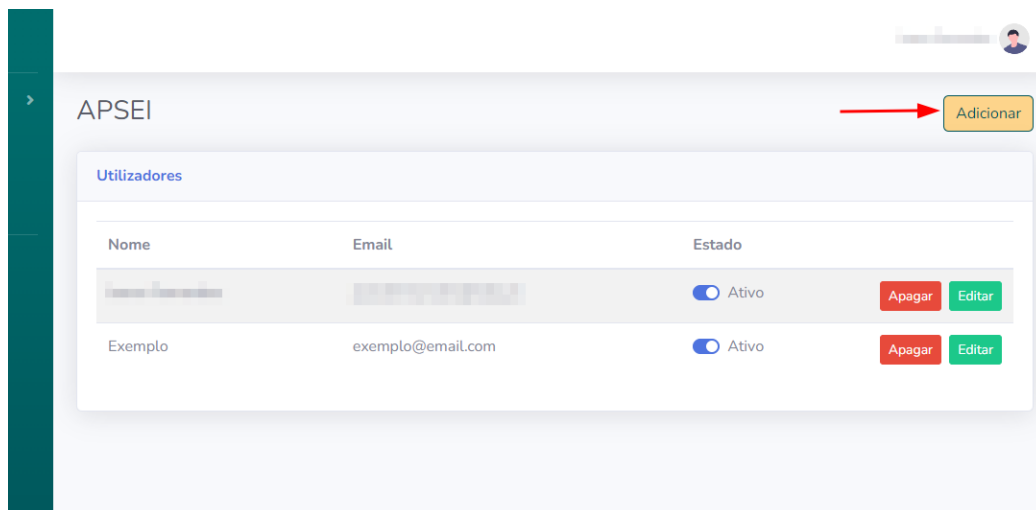 APSEI
Adicionar
Utilizadores
Nome Email Estado
Ativo Apagar Editar
Exemplo exemplo@email.com Ativo Apagar Editar